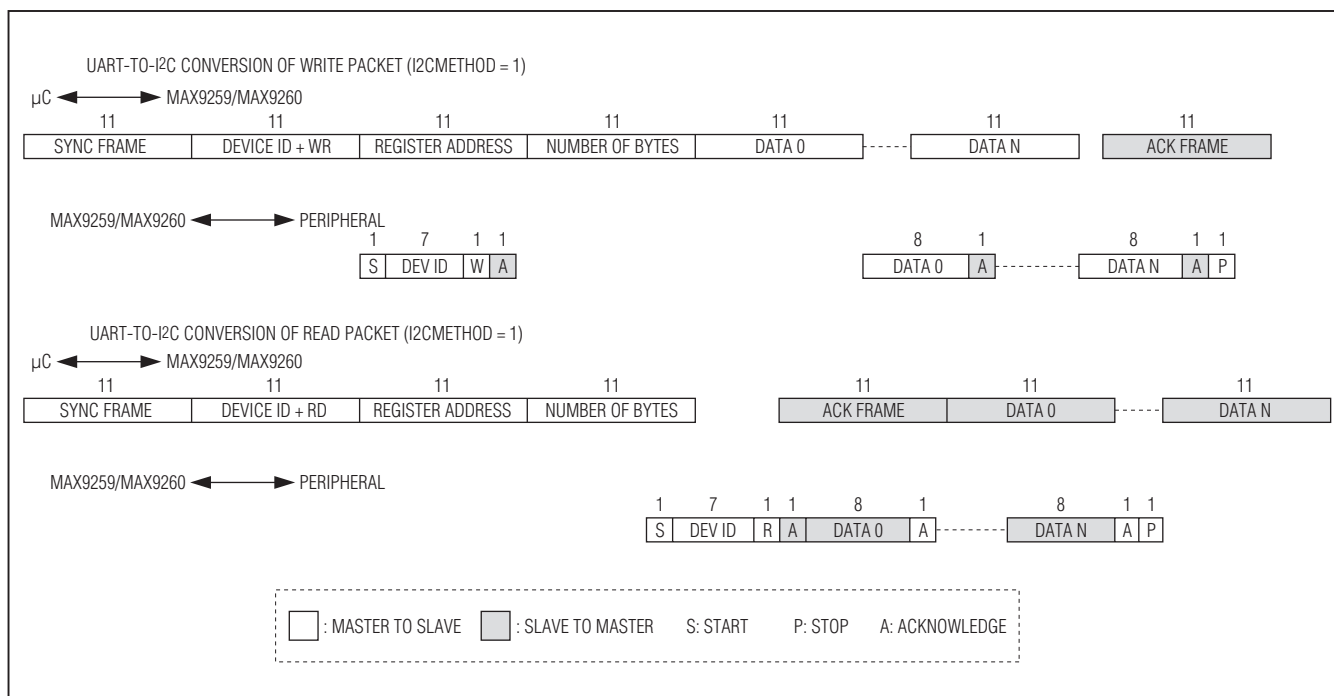 UART-TO-I2C CONVERSION OF WRITE PACKET (I2CMETHOD = 1)
µC MAX9259/MAX9260
11 11 11 11 11 11 11
SYNC FRAME DEVICE ID + WR REGISTER ADDRESS NUMBER OF BYTES DATA 0 DATA N ACK FRAME
MAX9259/MAX9260 PERIPHERAL
1 7 1 1 8 1 8 1 1
S DEV ID W A DATA 0 A DATA N A P
UART-TO-I2C CONVERSION OF READ PACKET (I2CMETHOD = 1)
µC MAX9259/MAX9260
11 11 11 11 11 11 11
SYNC FRAME DEVICE ID + RD REGISTER ADDRESS NUMBER OF BYTES ACK FRAME DATA 0 DATA N
MAX9259/MAX9260 PERIPHERAL
1 7 1 1 8 1 8 1 1
S DEV ID R A DATA 0 A DATA N A P
: MASTER TO SLAVE : SLAVE TO MASTER S: START P: STOP A: ACKNOWLEDGE